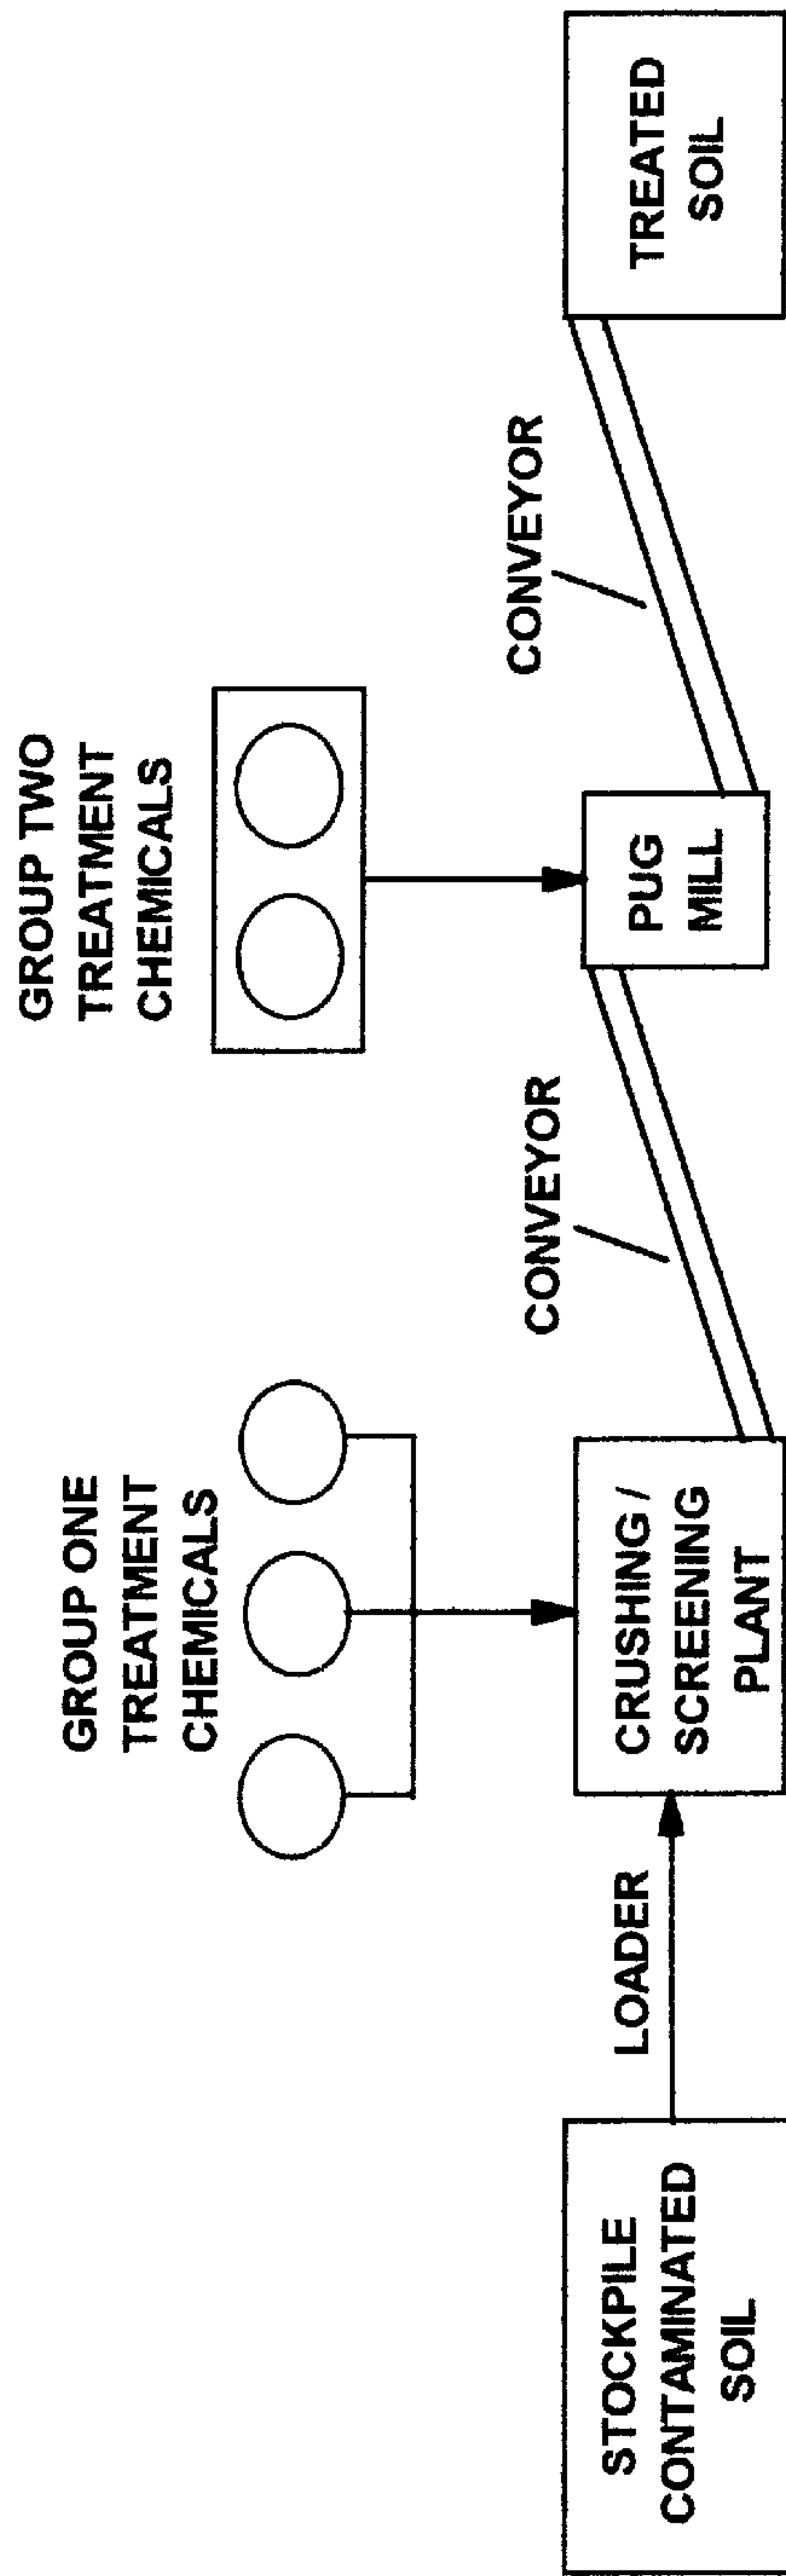 GROUP ONE
TREATMENT
CHEMICALS
GROUP TWO
TREATMENT
CHEMICALS
STOCKPILE
CONTAMINATED
SOIL
LOADER
CRUSHING /
SCREENING
PLANT
CONVEYOR
PUG
MILL
CONVEYOR
TREATED
SOIL